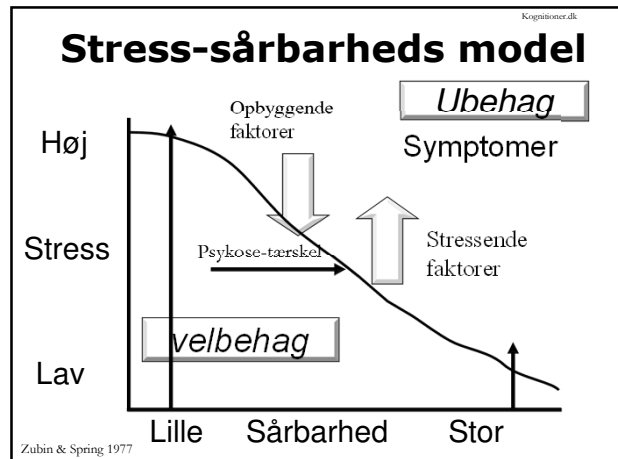 Kognitioner.dk
Stress-sårbarheds model
Ubehag
Symptomer
Opbyggende
faktorer
Høj
Stress
Psykose-tærskel
Stressende
faktorer
velbehag
Lav
Lille Sårbarhed Stor
Zubin & Spring 1977